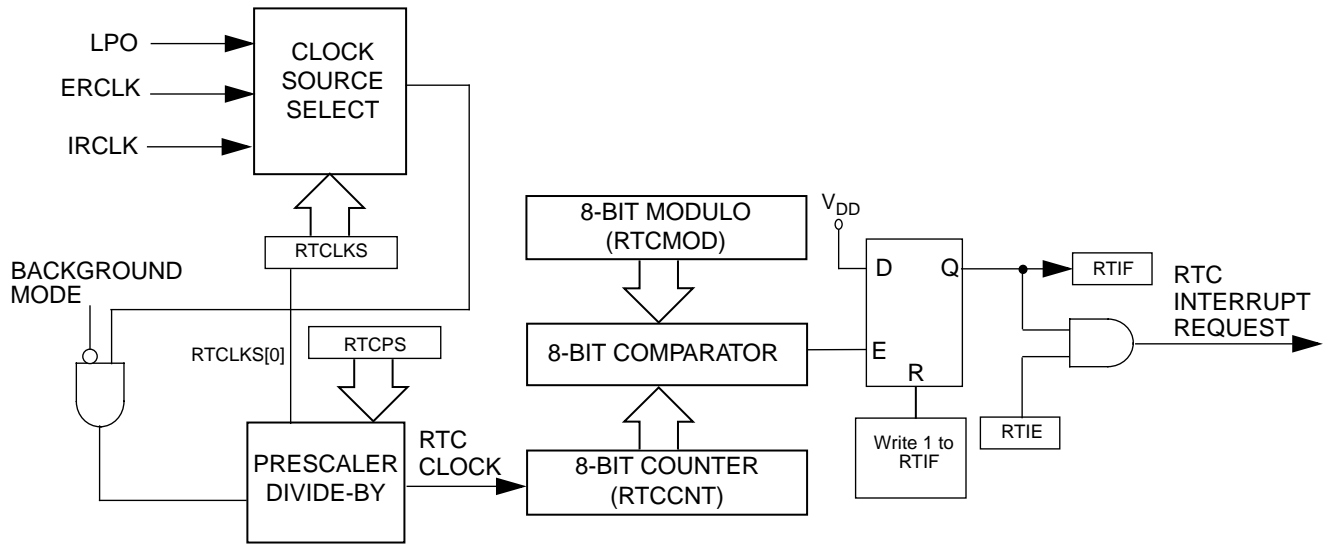 LPO
ERCLK
IRCLK
CLOCK
SOURCE
SELECT
RTCLKS
BACKGROUND
MODE
RTCLKS[0]
RTCPS
PRESCALER
DIVIDE-BY
RTC
CLOCK
8-BIT MODULO
(RTCMOD)
8-BIT COMPARATOR
8-BIT COUNTER
(RTCCNT)
VDD
D
Q
E
R
Write 1 to
RTIF
RTIF
RTIE
RTC
INTERRUPT
REQUEST